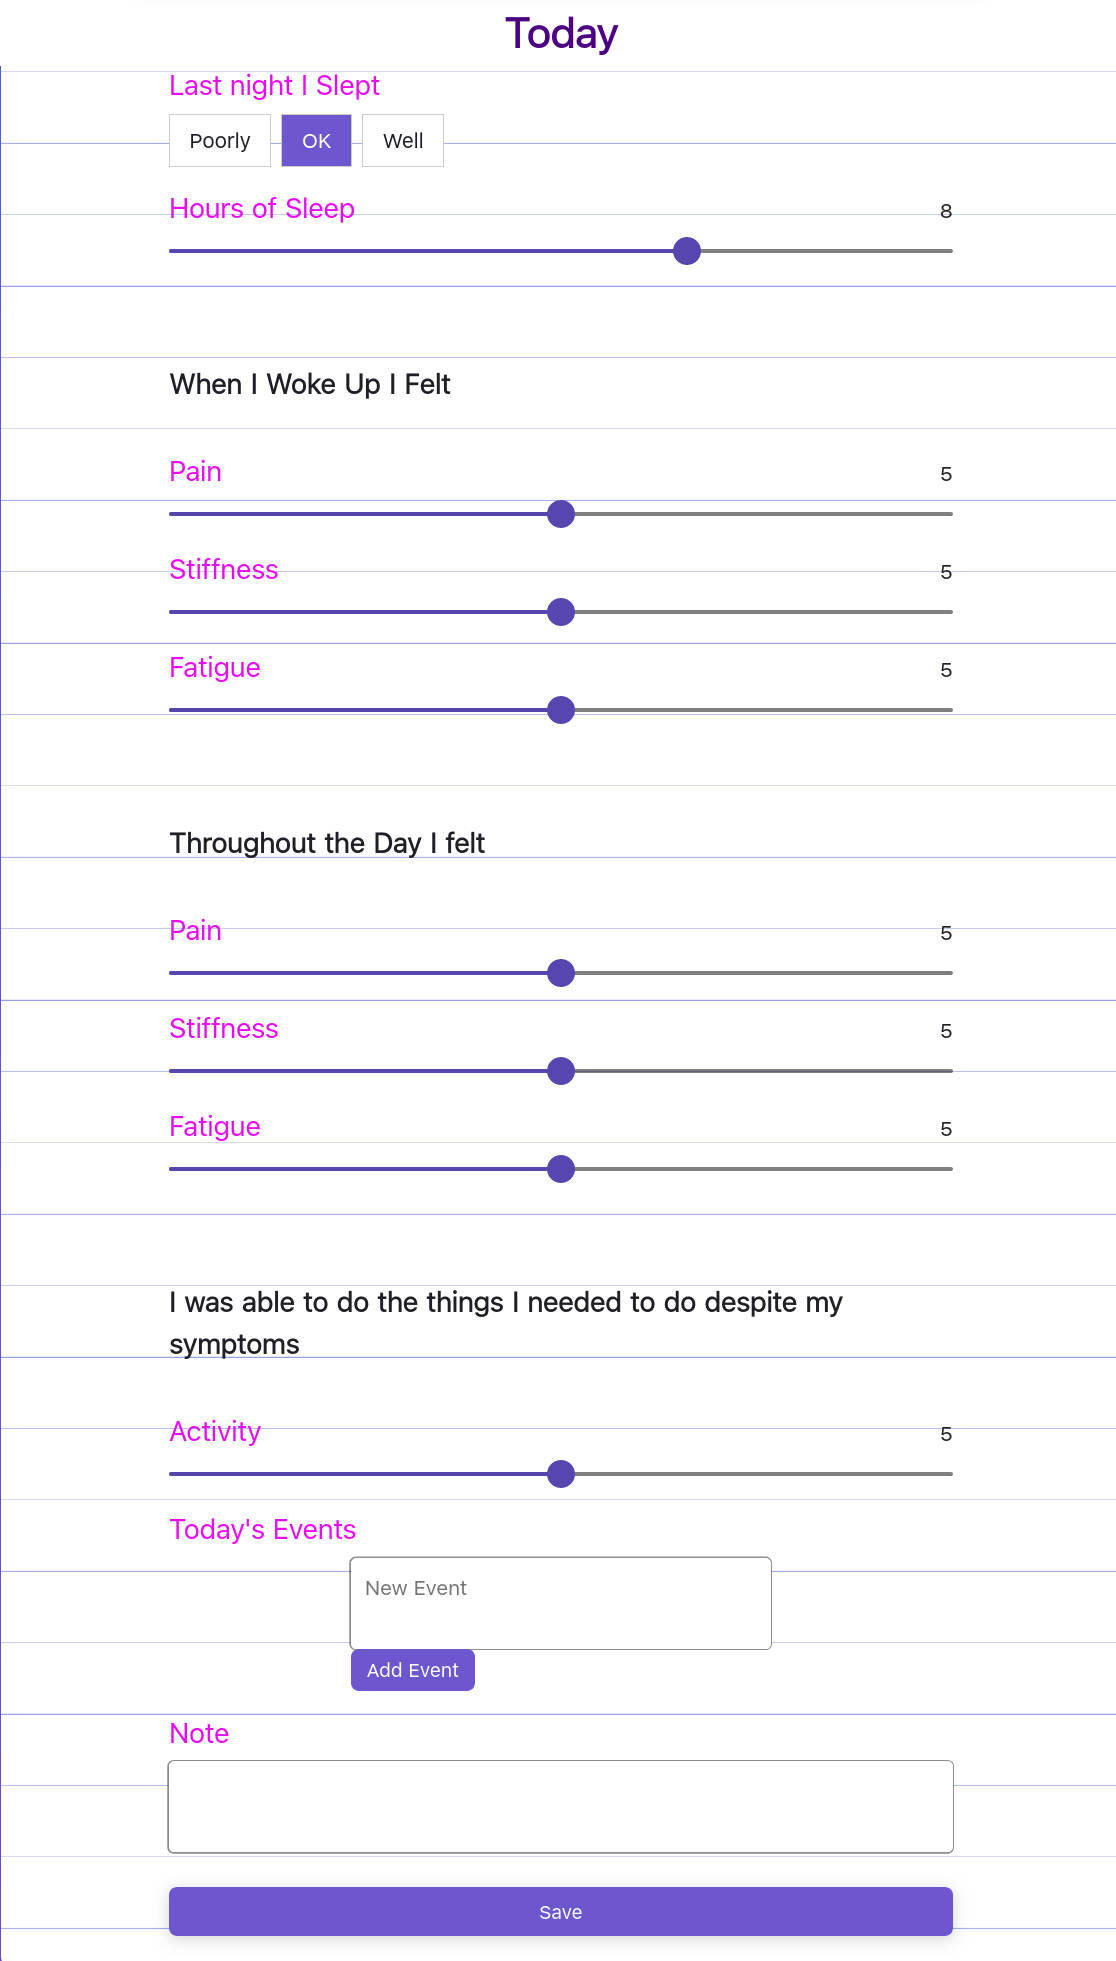 Today
Last night I Slept
Poorly OK Well
Hours of Sleep 8
When I Woke Up I Felt
Pain 5
Stiffness 5
Fatigue 5
Throughout the Day I felt
Pain 5
Stiffness 5
Fatigue 5
I was able to do the things I needed to do despite my
symptoms
Activity 5
Today's Events
New Event
Add Event
Note
Save